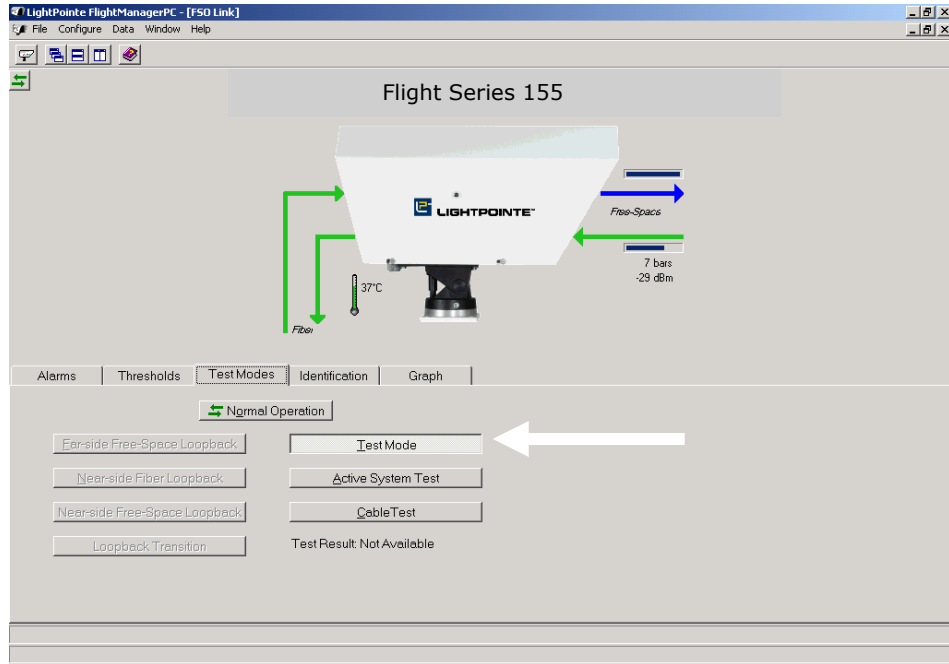 LightPointe FlightManagerPC - [FSO Link]
File Configure Data Window Help
Flight Series 155
LIGHTPOINTE™
Free-Space
7 bars
-29 dBm
37°C
Fiber
Alarms Thresholds Test Modes Identification Graph
Normal Operation
Far-side Free-Space Loopback Test Mode
Near-side Fiber Loopback Active System Test
Near-side Free-Space Loopback CableTest
Loopback Transition Test Result: Not Available